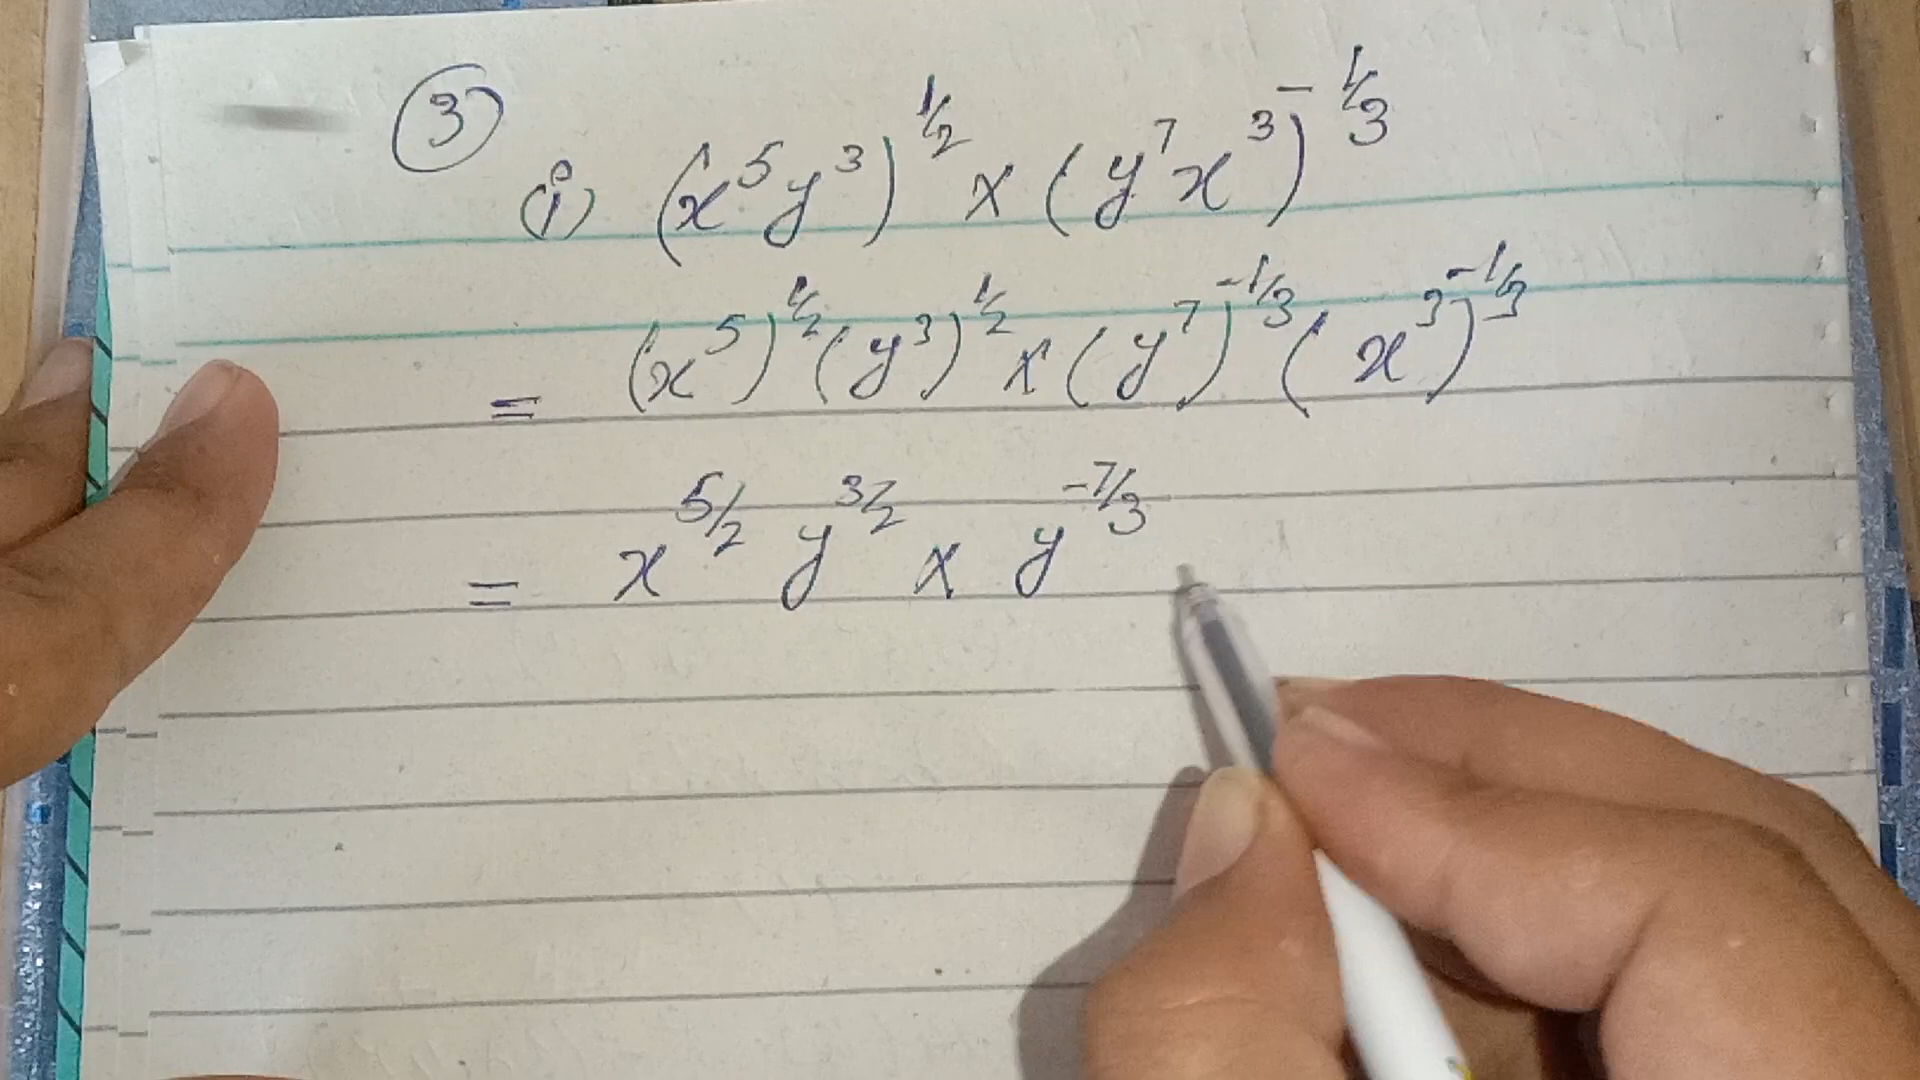 ③
(i) (x⁵y³)^1/2 × (y⁷x³)^-1/3
= (x⁵)^1/2 (y³)^1/2 × (y⁷)^-1/3 (x³)^-1/3
= x^5/2 y^3/2 × y^-7/3